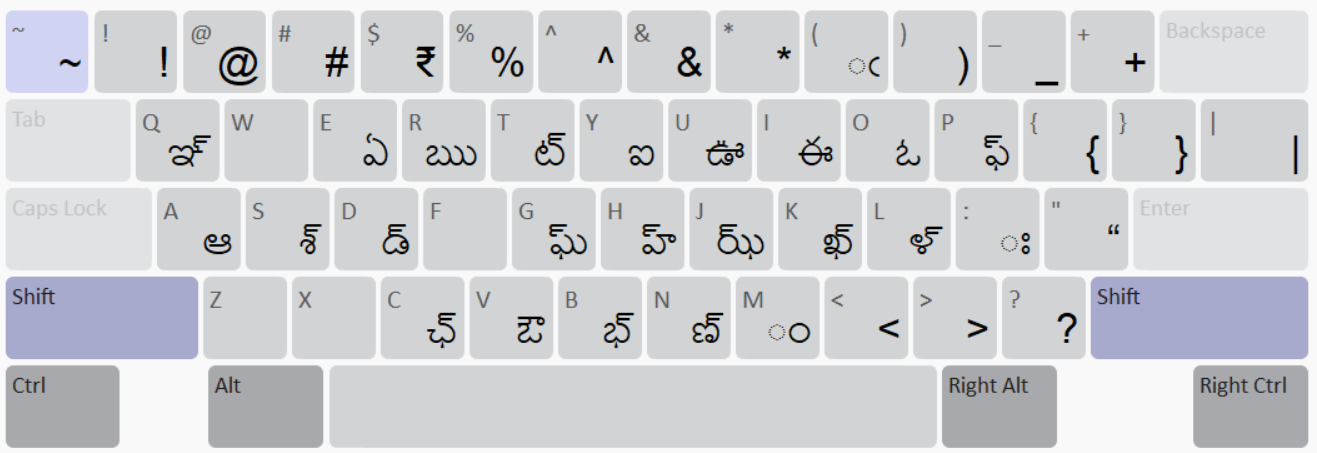 ~ ~ ! ! @ @ # # $ ₹ % % ^ ^ & & * * ( ఁ ) ) _ _ + + Backspace
Tab Q ఞ్ W E ఏ R ఋ T ట్ Y ఐ U ఊ I ఈ O ఓ P ఫ్ { { } } | |
Caps Lock A ఆ S శ్ D డ్ F G ఘ్ H హ్ J ఝ్ K ఖ్ L ళ్ : ః " “ Enter
Shift Z X C ఛ్ V ఔ B భ్ N ణ్ M ం < < > > ? ? Shift
Ctrl Alt Right Alt Right Ctrl